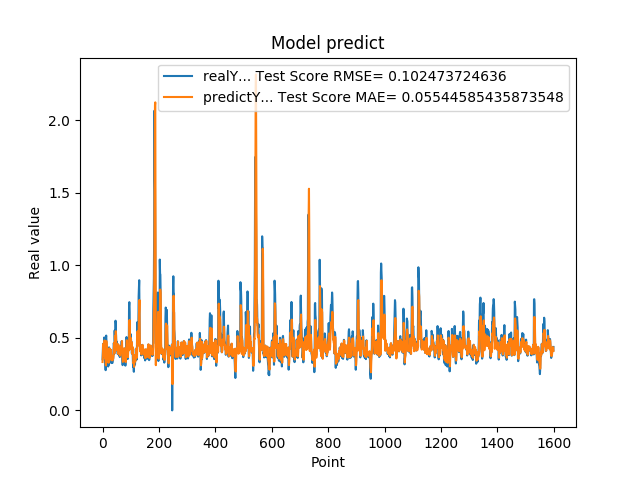 Model predict
realY... Test Score RMSE= 0.102473724636
predictY... Test Score MAE= 0.05544585435873548
2.0
1.5
1.0
0.5
0.0
Real value
0 200 400 600 800 1000 1200 1400 1600
Point